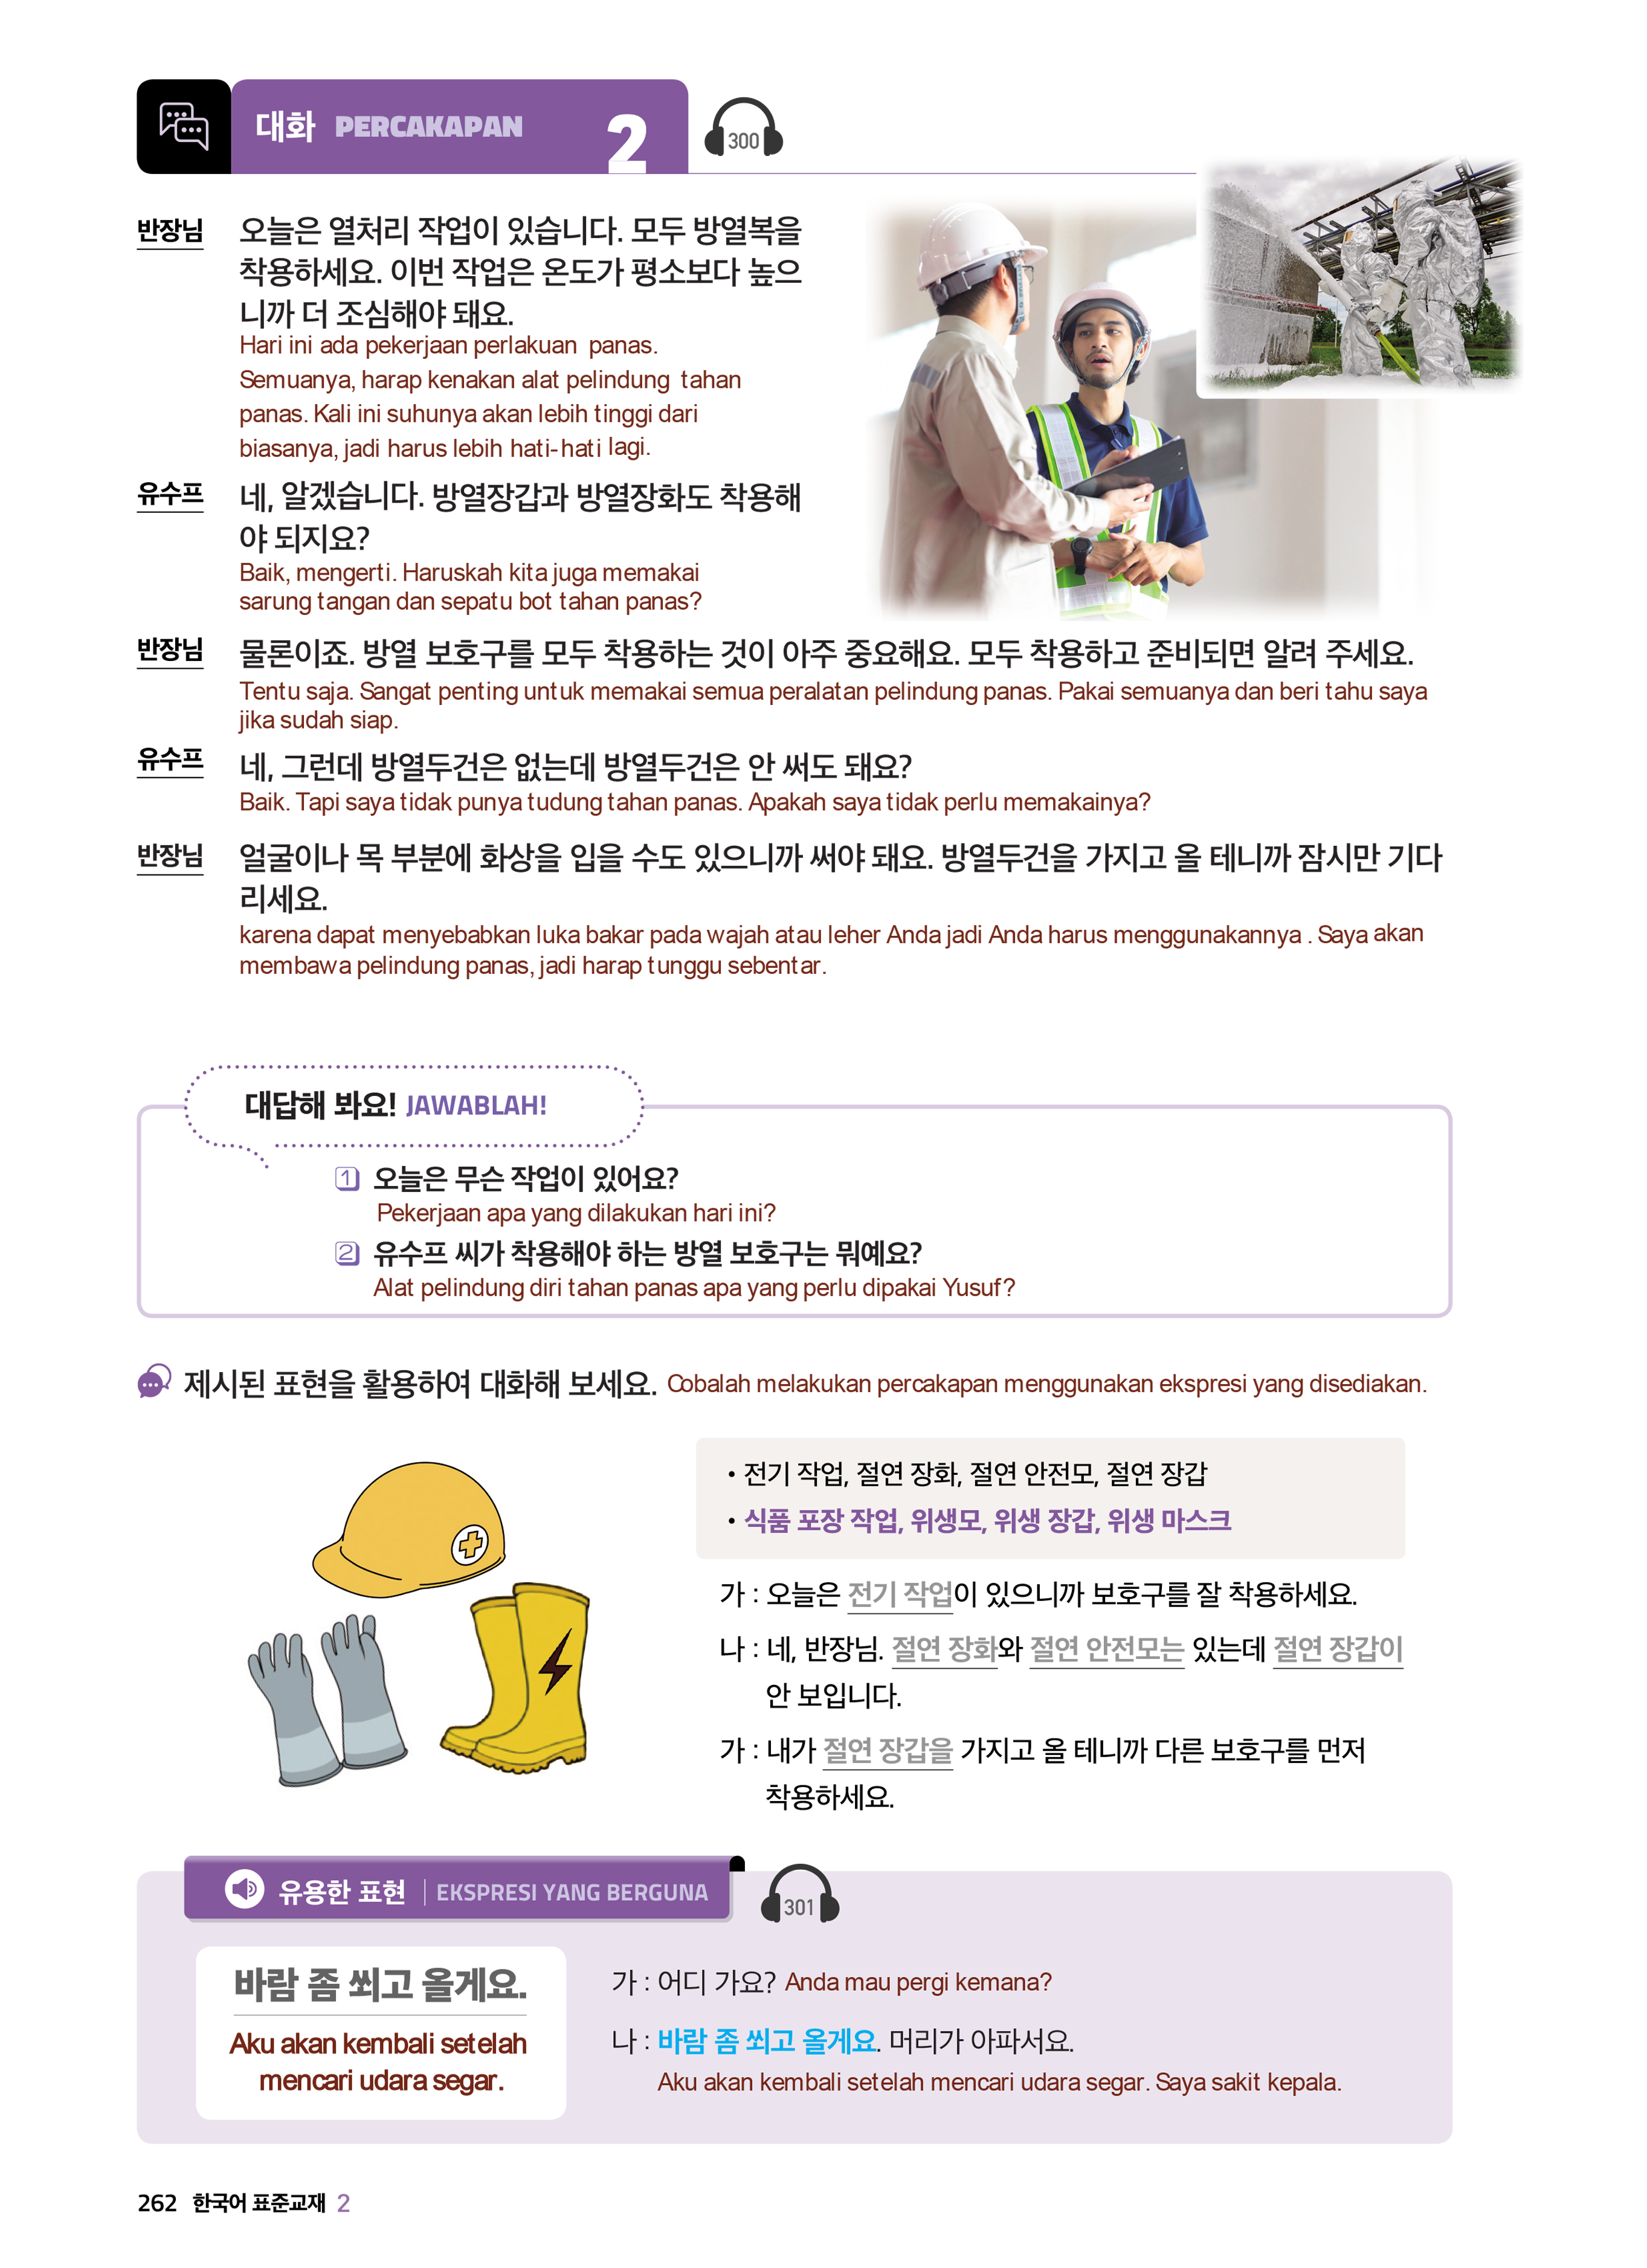 대화 PERCAKAPAN 2
300
반장님 오늘은 열처리 작업이 있습니다. 모두 방열복을
착용하세요. 이번 작업은 온도가 평소보다 높으
니까 더 조심해야 돼요.
Hari ini ada pekerjaan perlakuan panas.
Semuanya, harap kenakan alat pelindung tahan
panas. Kali ini suhunya akan lebih tinggi dari
biasanya, jadi harus lebih hati-hati lagi.
유수프 네, 알겠습니다. 방열장갑과 방열장화도 착용해
야 되지요?
Baik, mengerti. Haruskah kita juga memakai
sarung tangan dan sepatu bot tahan panas?
반장님 물론이죠. 방열 보호구를 모두 착용하는 것이 아주 중요해요. 모두 착용하고 준비되면 알려 주세요.
Tentu saja. Sangat penting untuk memakai semua peralatan pelindung panas. Pakai semuanya dan beri tahu saya
jika sudah siap.
유수프 네, 그런데 방열두건은 없는데 방열두건은 안 써도 돼요?
Baik. Tapi saya tidak punya tudung tahan panas. Apakah saya tidak perlu memakainya?
반장님 얼굴이나 목 부분에 화상을 입을 수도 있으니까 써야 돼요. 방열두건을 가지고 올 테니까 잠시만 기다
리세요.
karena dapat menyebabkan luka bakar pada wajah atau leher Anda jadi Anda harus menggunakannya . Saya akan
membawa pelindung panas, jadi harap tunggu sebentar.
대답해 봐요! JAWABLAH!
1 오늘은 무슨 작업이 있어요?
Pekerjaan apa yang dilakukan hari ini?
2 유수프 씨가 착용해야 하는 방열 보호구는 뭐예요?
Alat pelindung diri tahan panas apa yang perlu dipakai Yusuf?
제시된 표현을 활용하여 대화해 보세요. Cobalah melakukan percakapan menggunakan ekspresi yang disediakan.
• 전기 작업, 절연 장화, 절연 안전모, 절연 장갑
• 식품 포장 작업, 위생모, 위생 장갑, 위생 마스크
가 : 오늘은 전기 작업이 있으니까 보호구를 잘 착용하세요.
나 : 네, 반장님. 절연 장화와 절연 안전모는 있는데 절연 장갑이
안 보입니다.
가 : 내가 절연 장갑을 가지고 올 테니까 다른 보호구를 먼저
착용하세요.
유용한 표현 | EKSPRESI YANG BERGUNA
301
바람 좀 쐬고 올게요.
Aku akan kembali setelah
mencari udara segar.
가 : 어디 가요? Anda mau pergi kemana?
나 : 바람 좀 쐬고 올게요. 머리가 아파서요.
Aku akan kembali setelah mencari udara segar. Saya sakit kepala.
262 한국어 표준교재 2